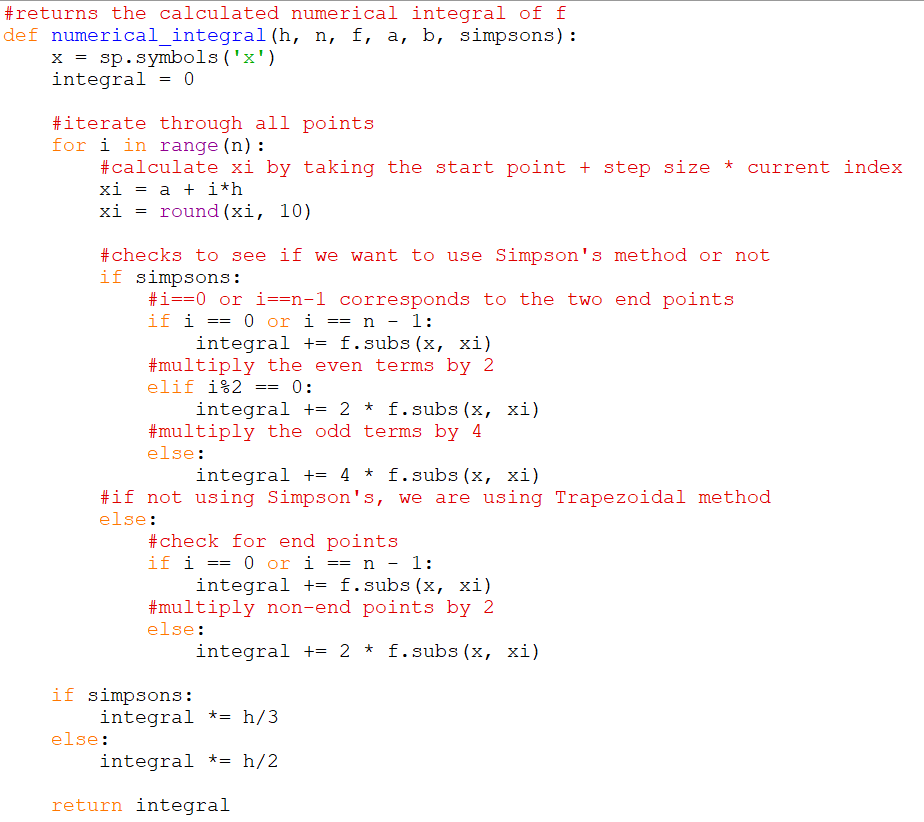 #returns the calculated numerical integral of f
def numerical_integral(h, n, f, a, b, simpsons):
    x = sp.symbols('x')
    integral = 0

    #iterate through all points
    for i in range(n):
        #calculate xi by taking the start point + step size * current index
        xi = a + i*h
        xi = round(xi, 10)

        #checks to see if we want to use Simpson's method or not
        if simpsons:
            #i==0 or i==n-1 corresponds to the two end points
            if i == 0 or i == n - 1:
                integral += f.subs(x, xi)
            #multiply the even terms by 2
            elif i%2 == 0:
                integral += 2 * f.subs(x, xi)
            #multiply the odd terms by 4
            else:
                integral += 4 * f.subs(x, xi)
        #if not using Simpson's, we are using Trapezoidal method
        else:
            #check for end points
            if i == 0 or i == n - 1:
                integral += f.subs(x, xi)
            #multiply non-end points by 2
            else:
                integral += 2 * f.subs(x, xi)

    if simpsons:
        integral *= h/3
    else:
        integral *= h/2

    return integral